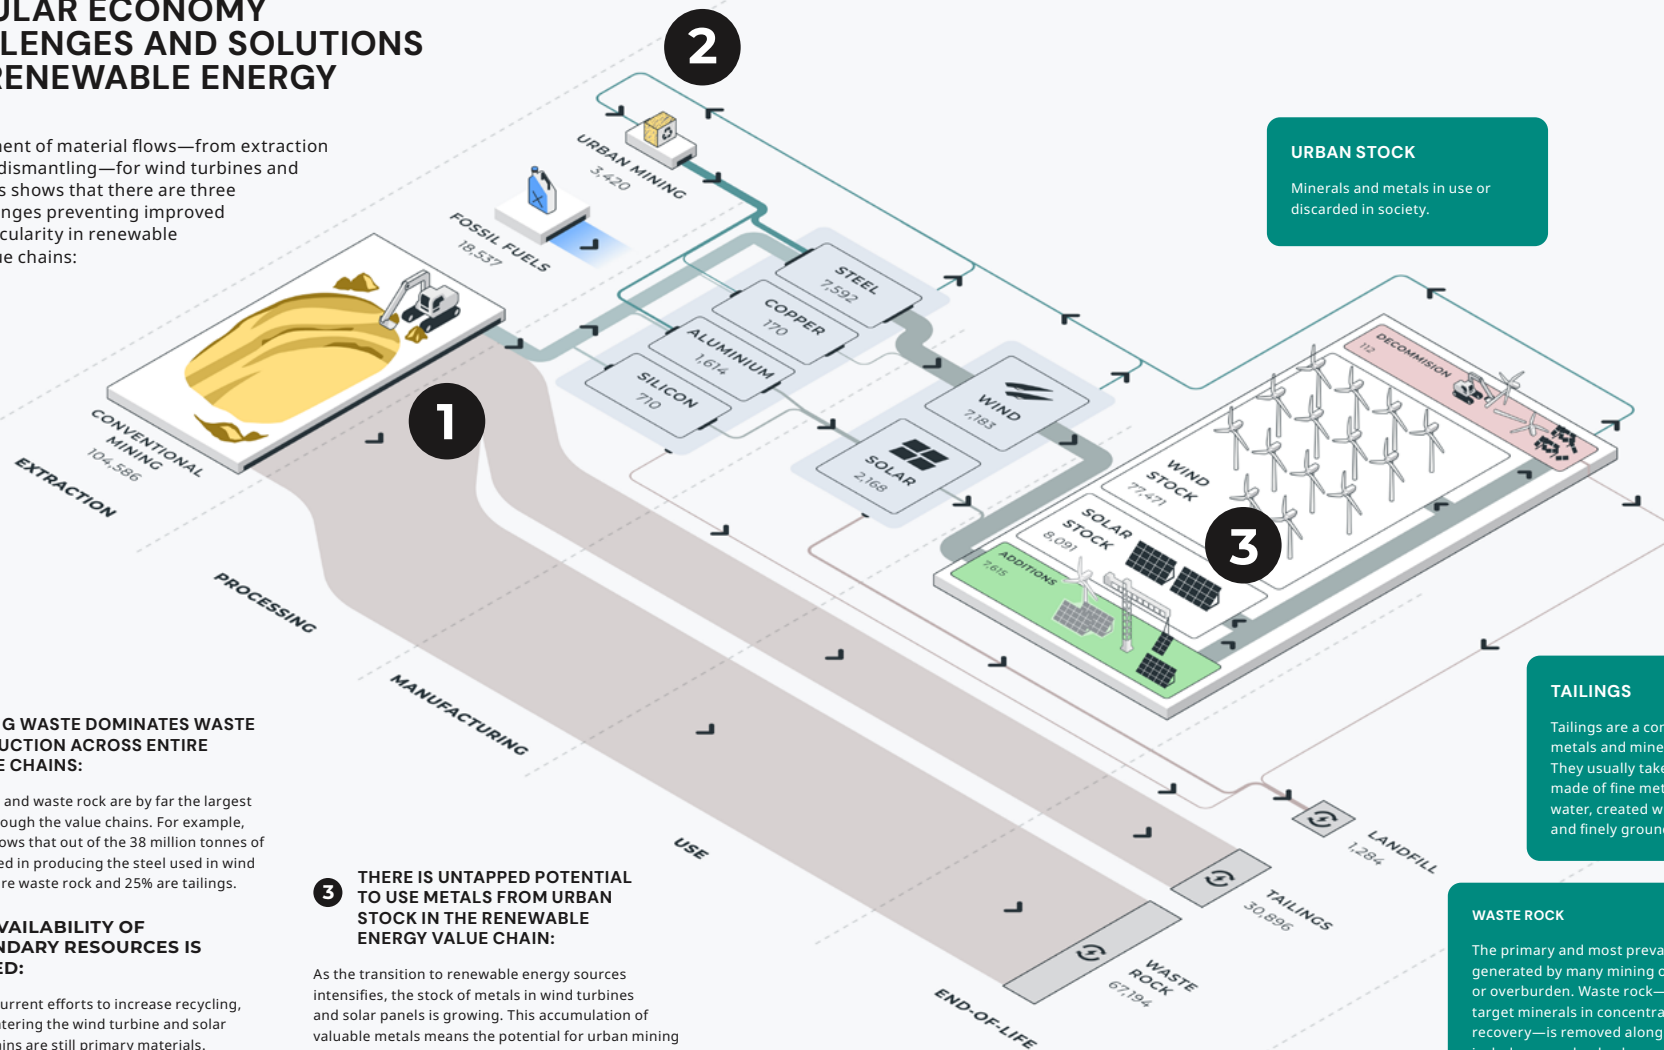 ULAR ECONOMY
LLENGES AND SOLUTIONS
RENEWABLE ENERGY
ment of material flows—from extraction
dismantling—for wind turbines and
s shows that there are three
nges preventing improved
cularity in renewable
ue chains:
2
URBAN MINING
3,420
FOSSIL FUELS
18,537
CONVENTIONAL
MINING
104,586
1
STEEL
7,592
COPPER
170
ALUMINIUM
1,614
SILICON
710
WIND
7,183
SOLAR
2,168
DECOMMISION
112
WIND
STOCK
77,471
SOLAR
STOCK
8,091
3
ADDITIONS
7,615
EXTRACTION
PROCESSING
MANUFACTURING
USE
END-OF-LIFE
LANDFILL
1,284
TAILINGS
30,896
WASTE
ROCK
67,194
URBAN STOCK
Minerals and metals in use or
discarded in society.
TAILINGS
Tailings are a co
metals and mine
They usually take
made of fine met
water, created w
and finely groun
WASTE ROCK
The primary and most preva
generated by many mining o
or overburden. Waste rock—
target minerals in concentra
recovery—is removed along
G WASTE DOMINATES WASTE
UCTION ACROSS ENTIRE
E CHAINS:
and waste rock are by far the largest
ough the value chains. For example,
ows that out of the 38 million tonnes of
ed in producing the steel used in wind
re waste rock and 25% are tailings.
VAILABILITY OF
NDARY RESOURCES IS
ED:
urrent efforts to increase recycling,
ntering the wind turbine and solar
ains are still primary materials.
3
THERE IS UNTAPPED POTENTIAL
TO USE METALS FROM URBAN
STOCK IN THE RENEWABLE
ENERGY VALUE CHAIN:
As the transition to renewable energy sources
intensifies, the stock of metals in wind turbines
and solar panels is growing. This accumulation of
valuable metals means the potential for urban mining